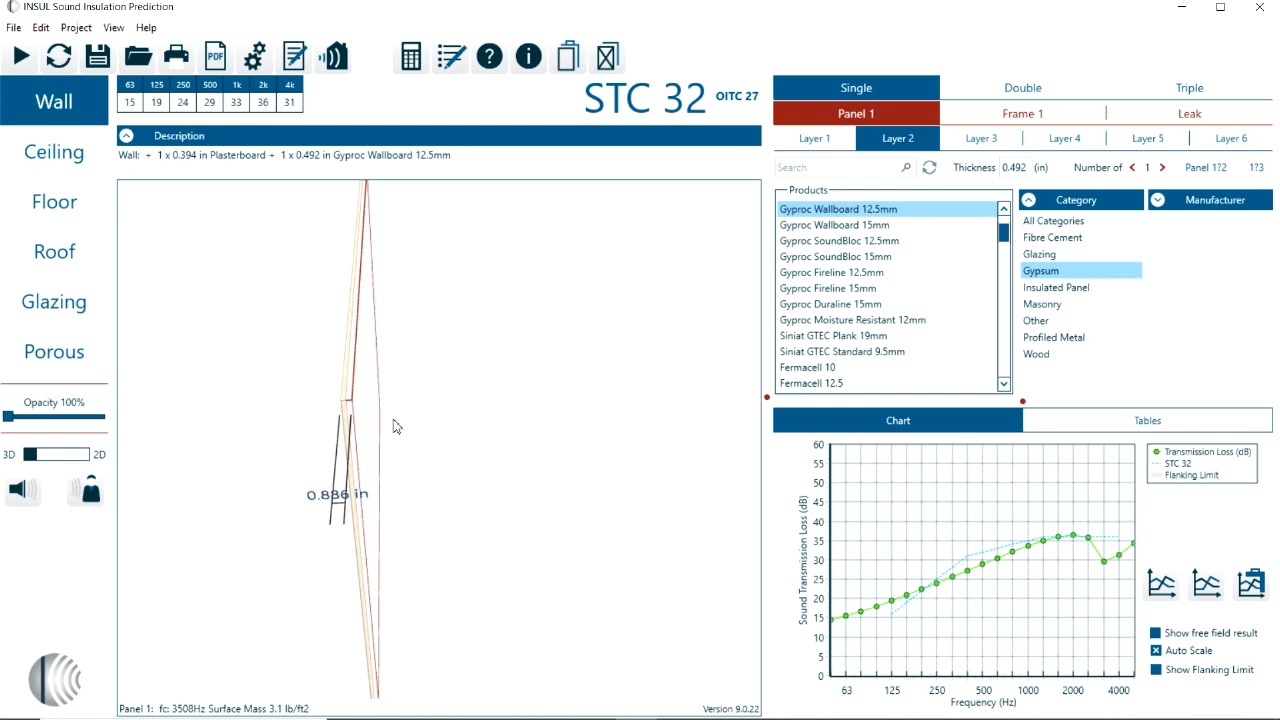 INSUL Sound Insulation Prediction
File Edit Project View Help
PDF
Wall
Ceiling
Floor
Roof
Glazing
Porous
Opacity 100%
3D 2D
63 125 250 500 1k 2k 4k
15 19 24 29 33 36 31
STC 32 OITC 27
Description
Wall: + 1 x 0.394 in Plasterboard + 1 x 0.492 in Gyproc Wallboard 12.5mm
0.886 in
Panel 1: fc: 3508Hz Surface Mass 3.1 lb/ft2
Version 9.0.22
Single Double Triple
Panel 1 Frame 1 Leak
Layer 1 Layer 2 Layer 3 Layer 4 Layer 5 Layer 6
Search Thickness 0.492 (in) Number of < 1 > Panel 1?2 1?3
Products
Gyproc Wallboard 12.5mm
Gyproc Wallboard 15mm
Gyproc SoundBloc 12.5mm
Gyproc SoundBloc 15mm
Gyproc Fireline 12.5mm
Gyproc Fireline 15mm
Gyproc Duraline 15mm
Gyproc Moisture Resistant 12mm
Siniat GTEC Plank 19mm
Siniat GTEC Standard 9.5mm
Fermacell 10
Fermacell 12.5
Category
All Categories
Fibre Cement
Glazing
Gypsum
Insulated Panel
Masonry
Other
Profiled Metal
Wood
Manufacturer
Chart Tables
Sound Transmission Loss (dB)
60
55
50
45
40
35
30
25
20
15
10
5
0
63 125 250 500 1000 2000 4000
Frequency (Hz)
Transmission Loss (dB)
STC 32
Flanking Limit
Show free field result
Auto Scale
Show Flanking Limit